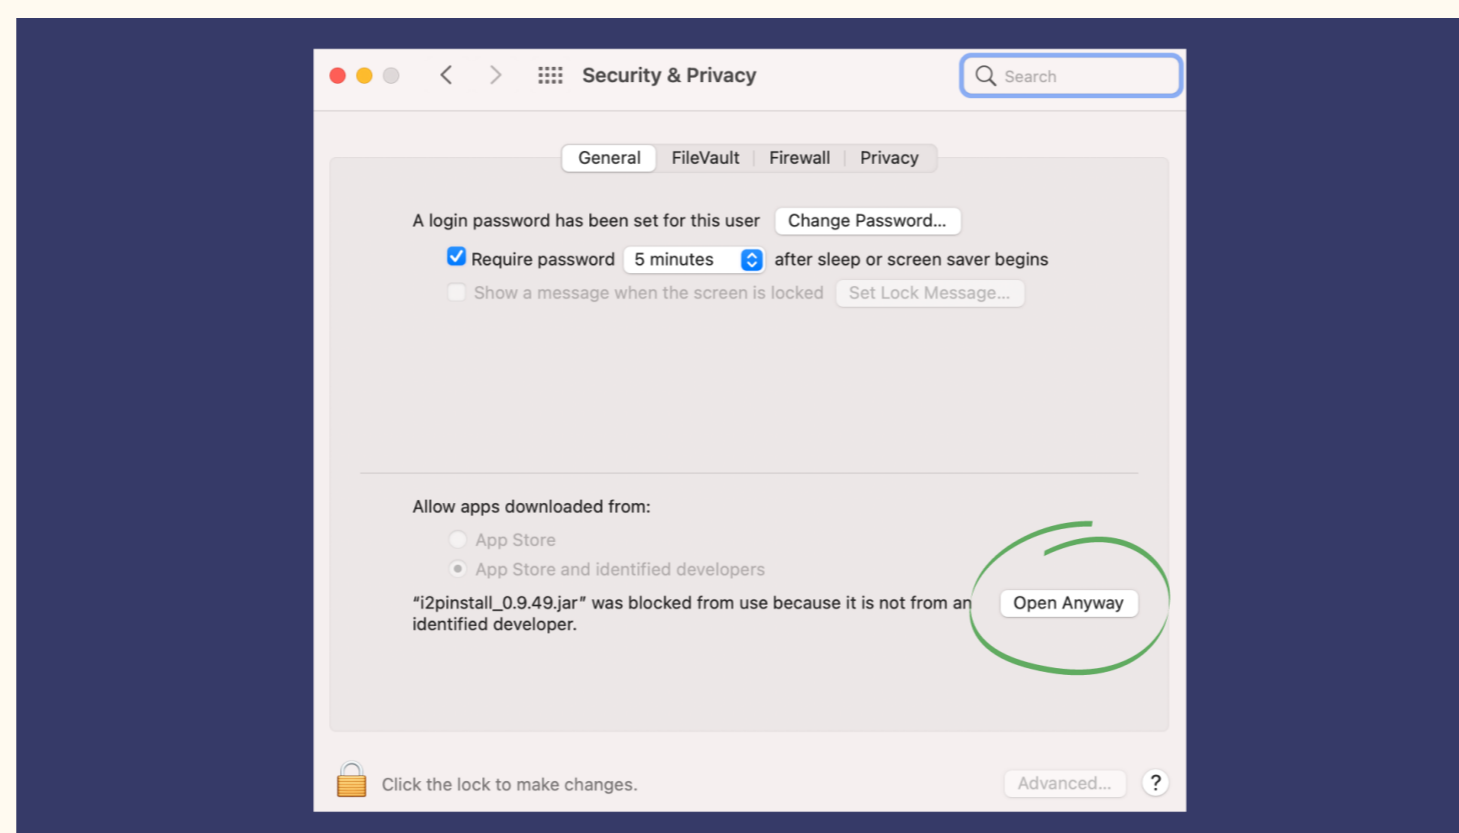 Security & Privacy
Search
General FileVault Firewall Privacy
A login password has been set for this user Change Password...
Require password 5 minutes after sleep or screen saver begins
Show a message when the screen is locked Set Lock Message...
Allow apps downloaded from:
App Store
App Store and identified developers
“i2pinstall_0.9.49.jar” was blocked from use because it is not from an Open Anyway
identified developer.
Click the lock to make changes. Advanced... ?